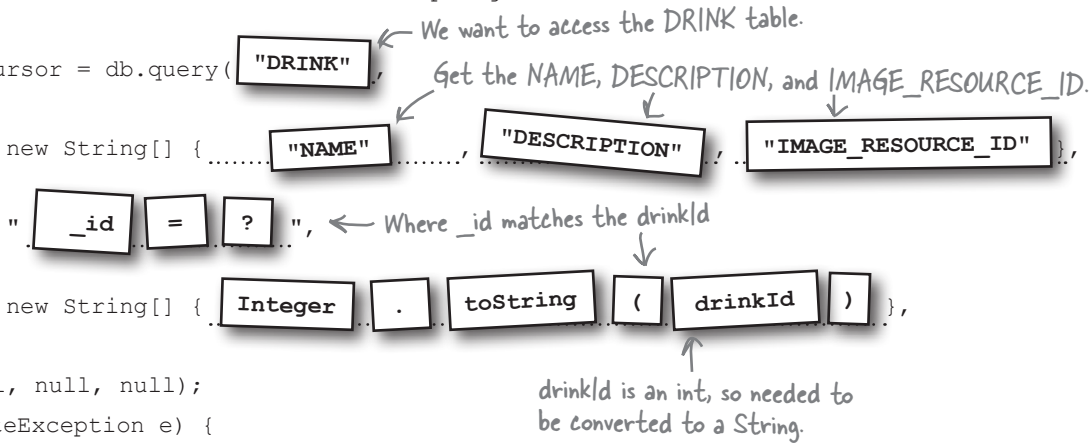 We want to access the DRINK table.
ursor = db.query( "DRINK" ,
Get the NAME, DESCRIPTION, and IMAGE_RESOURCE_ID.
new String[] { "NAME" , "DESCRIPTION" , "IMAGE_RESOURCE_ID" },
" _id = ? ", Where _id matches the drinkId
new String[] { Integer . toString ( drinkId ) },
, null, null);
eException e) {
drinkId is an int, so needed to
be converted to a String.